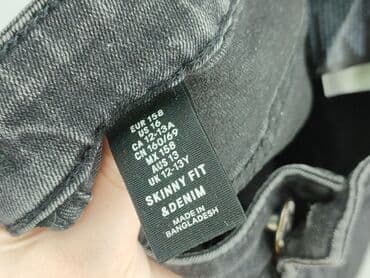 EUR 158
US 16
CA 12-13A
CN 160/69
MX 158
AUS 13
UK 12-13Y
SKINNY FIT
&DENIM
MADE IN
BANGLADESH